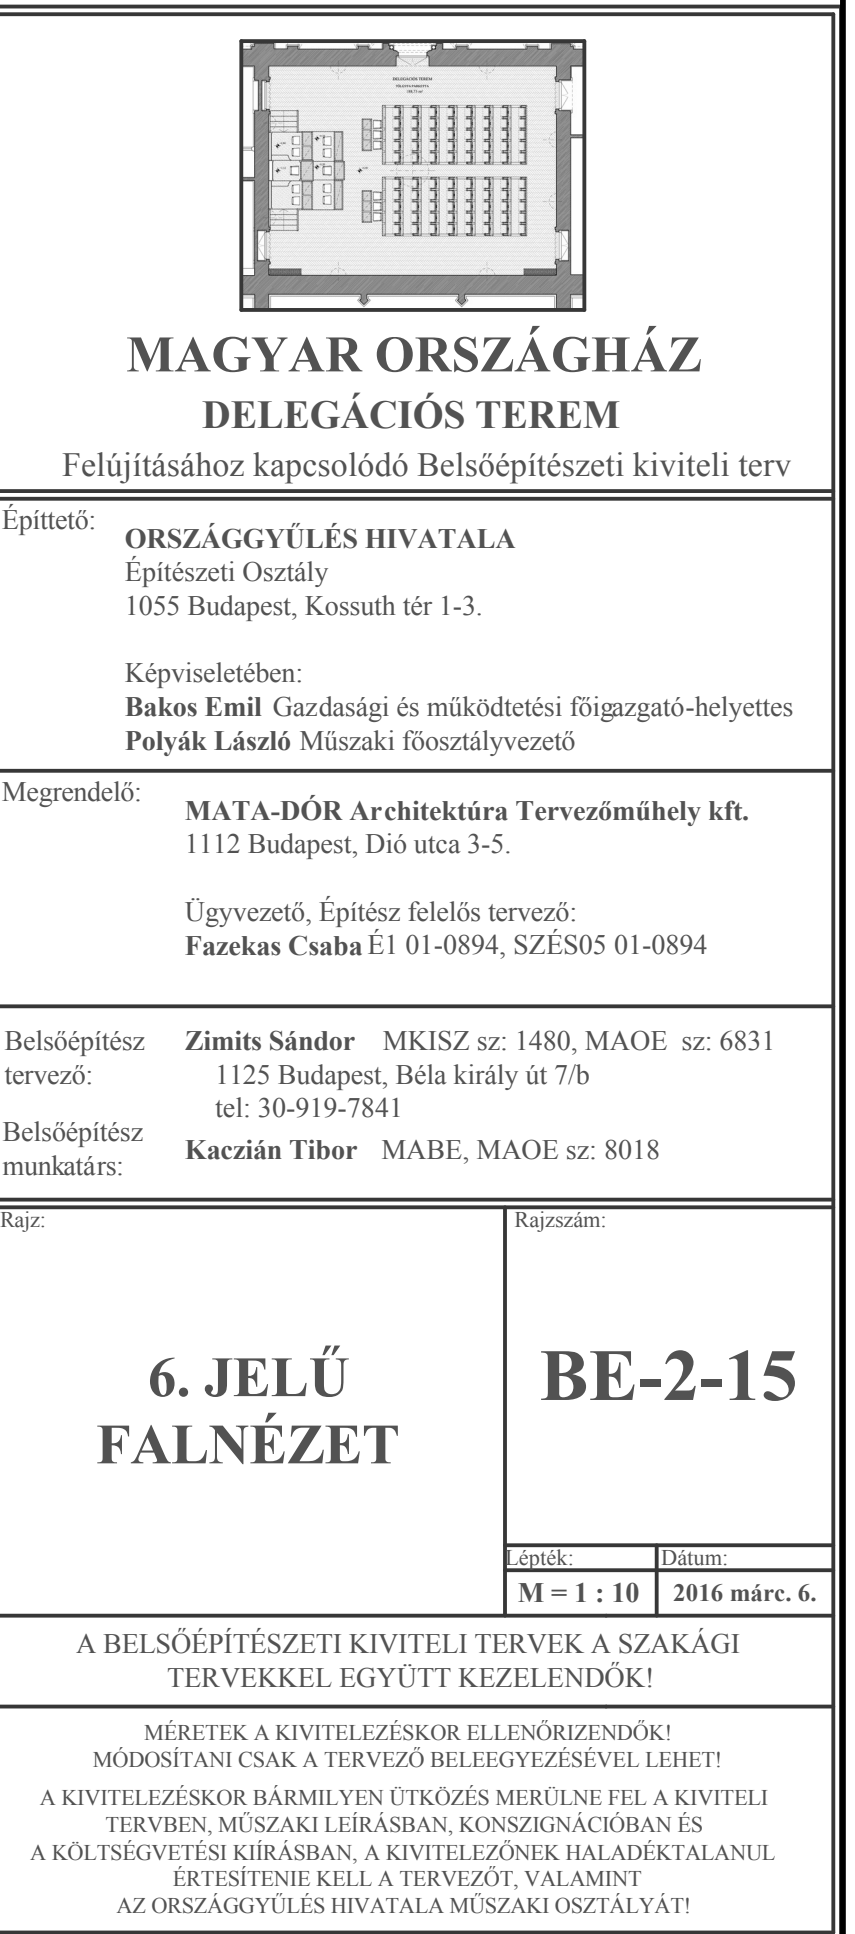 DELEGÁCIÓS TEREM
MAGYAR ORSZÁGHÁZ
DELEGÁCIÓS TEREM
Felújításához kapcsolódó Belsőépítészeti kiviteli terv
Építtető:
ORSZÁGGYŰLÉS HIVATALA
Építészeti Osztály
1055 Budapest, Kossuth tér 1-3.
Képviseletében:
Bakos Emil Gazdasági és működtetési főigazgató-helyettes
Polyák László Műszaki főosztályvezető
Megrendelő:
MATA-DÓR Architektúra Tervezőműhely kft.
1112 Budapest, Dió utca 3-5.
Ügyvezető, Építész felelős tervező:
Fazekas Csaba É1 01-0894, SZÉS05 01-0894
Belsőépítész
tervező:
Zimits Sándor MKISZ sz: 1480, MAOE sz: 6831
1125 Budapest, Béla király út 7/b
tel: 30-919-7841
Belsőépítész
munkatárs:
Kaczián Tibor MABE, MAOE sz: 8018
Rajz:
6. JELŰ
FALNÉZET
Rajzszám:
BE-2-15
Lépték:
M = 1 : 10
Dátum:
2016 márc. 6.
A BELSŐÉPÍTÉSZETI KIVITELI TERVEK A SZAKÁGI
TERVEKKEL EGYÜTT KEZELENDŐK!
MÉRETEK A KIVITELEZÉSKOR ELLENŐRIZENDŐK!
MÓDOSÍTANI CSAK A TERVEZŐ BELEEGYEZÉSÉVEL LEHET!
A KIVITELEZÉSKOR BÁRMILYEN ÜTKÖZÉS MERÜLNE FEL A KIVITELI
TERVBEN, MŰSZAKI LEÍRÁSBAN, KONSZIGNÁCIÓBAN ÉS
A KÖLTSÉGVETÉSI KIÍRÁSBAN, A KIVITELEZŐNEK HALADÉKTALANUL
ÉRTESÍTENIE KELL A TERVEZŐT, VALAMINT
AZ ORSZÁGGYŰLÉS HIVATALA MŰSZAKI OSZTÁLYÁT!